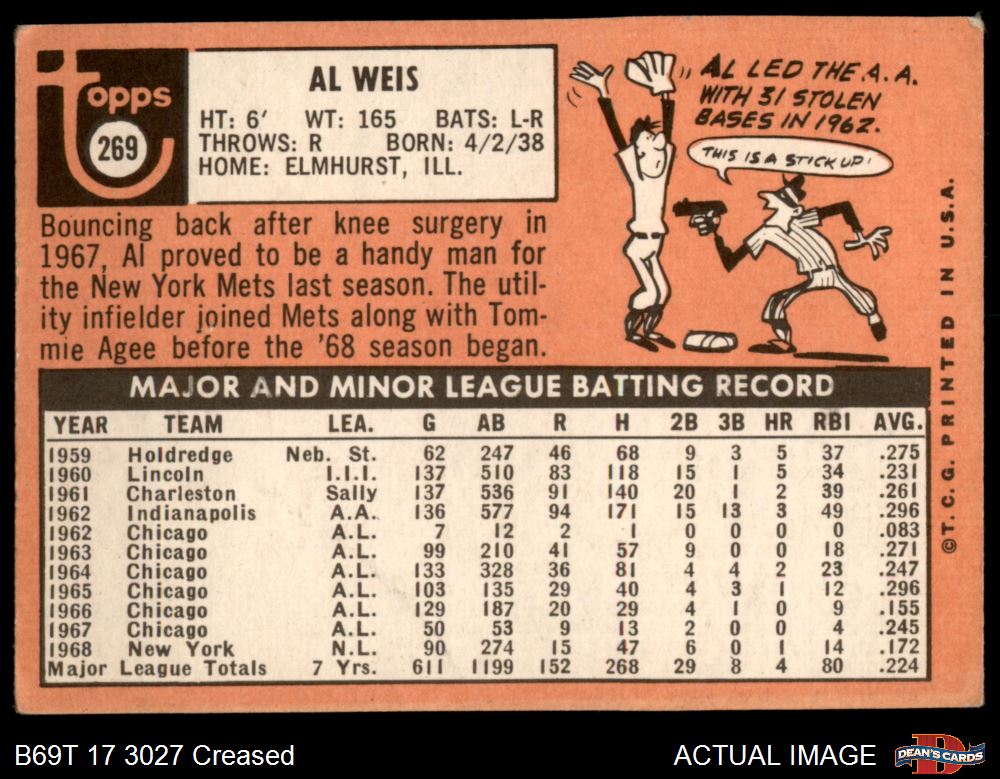 Topps
269
AL WEIS
HT: 6' WT: 165 BATS: L-R
THROWS: R BORN: 4/2/38
HOME: ELMHURST, ILL.
Bouncing back after knee surgery in
1967, Al proved to be a handy man for
the New York Mets last season. The util-
ity infielder joined Mets along with Tom-
mie Agee before the '68 season began.
AL LED THE A.A.
WITH 31 STOLEN
BASES IN 1962.
THIS IS A STICK UP!
MAJOR AND MINOR LEAGUE BATTING RECORD
YEAR TEAM LEA. G AB R H 2B 3B HR RBI AVG.
1959 Holdredge Neb. St. 62 247 46 68 9 3 5 37 .275
1960 Lincoln I.I.I. 137 510 83 118 15 1 5 34 .231
1961 Charleston Sally 137 536 91 140 20 1 2 39 .261
1962 Indianapolis A.A. 136 577 94 171 15 13 3 49 .296
1962 Chicago A.L. 7 12 2 1 0 0 0 0 .083
1963 Chicago A.L. 99 210 41 57 9 0 0 18 .271
1964 Chicago A.L. 133 328 36 81 4 4 2 23 .247
1965 Chicago A.L. 103 135 29 40 4 3 1 12 .296
1966 Chicago A.L. 129 187 20 29 4 1 0 9 .155
1967 Chicago A.L. 50 53 9 13 2 0 0 4 .245
1968 New York N.L. 90 274 15 47 6 0 1 14 .172
Major League Totals 7 Yrs. 611 1199 152 268 29 8 4 80 .224
©T.C.G. PRINTED IN U.S.A.
B69T 17 3027 Creased
ACTUAL IMAGE
DEAN'S CARDS